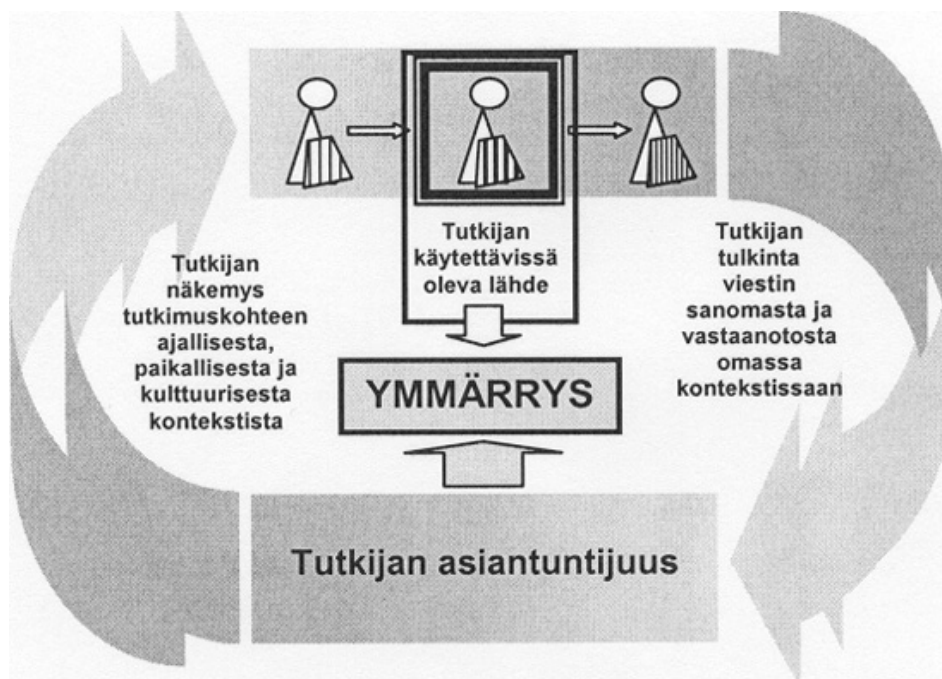 Tutkijan
käytettävissä
oleva lähde
Tutkijan
näkemys
tutkimuskohteen
ajallisesta,
paikallisesta ja
kulttuurisesta
kontekstista
Tutkijan
tulkinta
viestin
sanomasta ja
vastaanotosta
omassa
kontekstissaan
YMMÄRRYS
Tutkijan asiantuntijuus